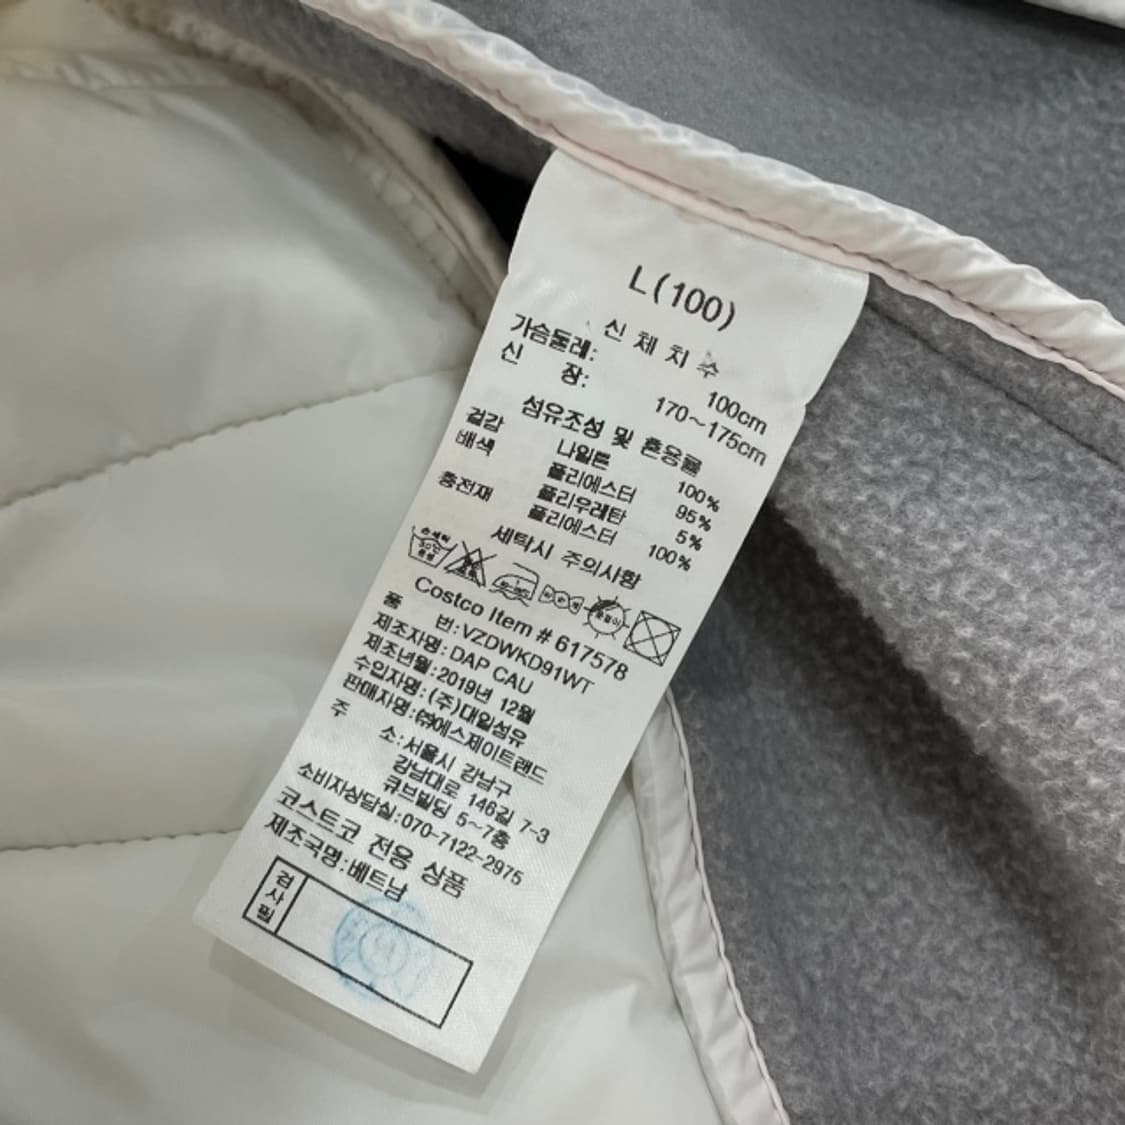 L(100)
신체치수
가슴둘레: 100cm
신 장: 170~175cm
섬유조성 및 혼용률
겉감 나일론 100%
배색 폴리에스터 95%
폴리우레탄 5%
충전재 폴리에스터 100%
세탁시 주의사항
손세탁
30℃
중성
Costco Item # 617578
품 번:VZDWKD91WT
제조자명:DAP CAU
제조년월:2019년 12월
수입자명:(주)대일섬유
판매자명:㈜에스제이트랜드
주 소:서울시 강남구
강남대로 146길 7-3
큐브빌딩 5~7층
소비자상담실:070-7122-2975
코스트코 전용 상품
제조국명:베트남
검사필